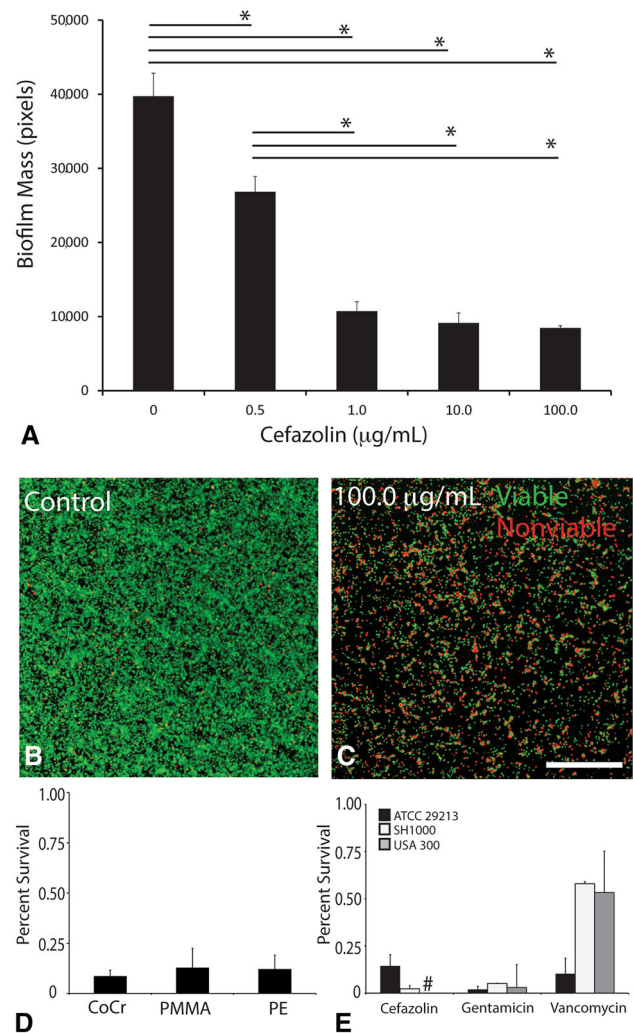 50000
40000
30000
20000
10000
0
Biofilm Mass (pixels)
* * * *
* * *
0 0.5 1.0 10.0 100.0
Cefazolin (µg/mL)
A
Control
B
100.0 µg/mL Viable
Nonviable
C
1.00
0.75
0.50
0.25
0
Percent Survival
CoCr PMMA PE
D
1.00
0.75
0.50
0.25
0
Percent Survival
ATCC 29213
SH1000
USA 300
#
Cefazolin Gentamicin Vancomycin
E